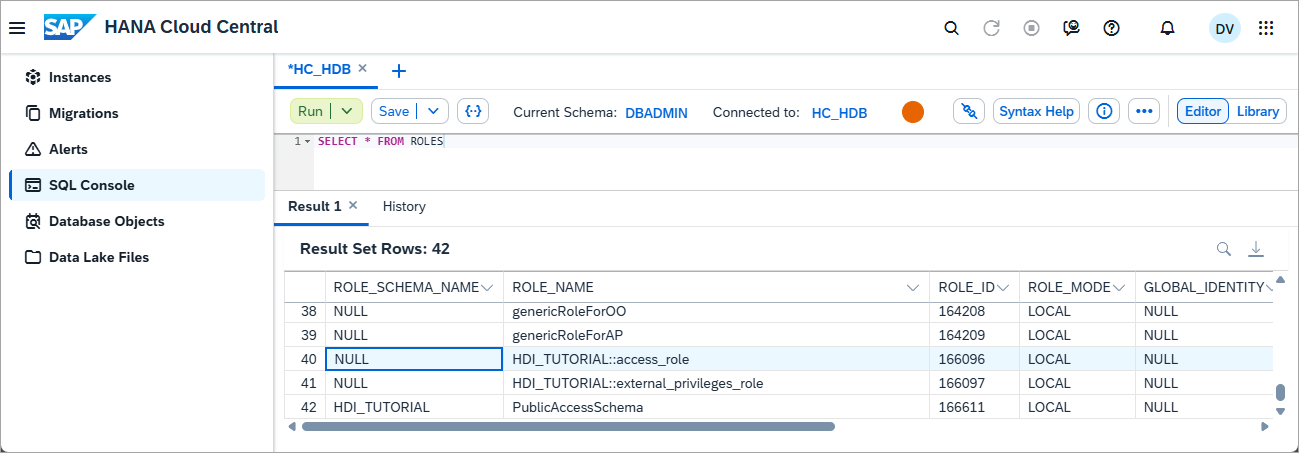 SAP HANA Cloud Central DV
Instances
Migrations
Alerts
SQL Console
Database Objects
Data Lake Files
*HC_HDB
Run Save Current Schema: DBADMIN Connected to: HC_HDB Syntax Help Editor Library
1 SELECT * FROM ROLES
Result 1 History
Result Set Rows: 42
ROLE_SCHEMA_NAME ROLE_NAME ROLE_ID ROLE_MODE GLOBAL_IDENTITY
38 NULL genericRoleForOO 164208 LOCAL NULL
39 NULL genericRoleForAP 164209 LOCAL NULL
40 NULL HDI_TUTORIAL::access_role 166096 LOCAL NULL
41 NULL HDI_TUTORIAL::external_privileges_role 166097 LOCAL NULL
42 HDI_TUTORIAL PublicAccessSchema 166611 LOCAL NULL